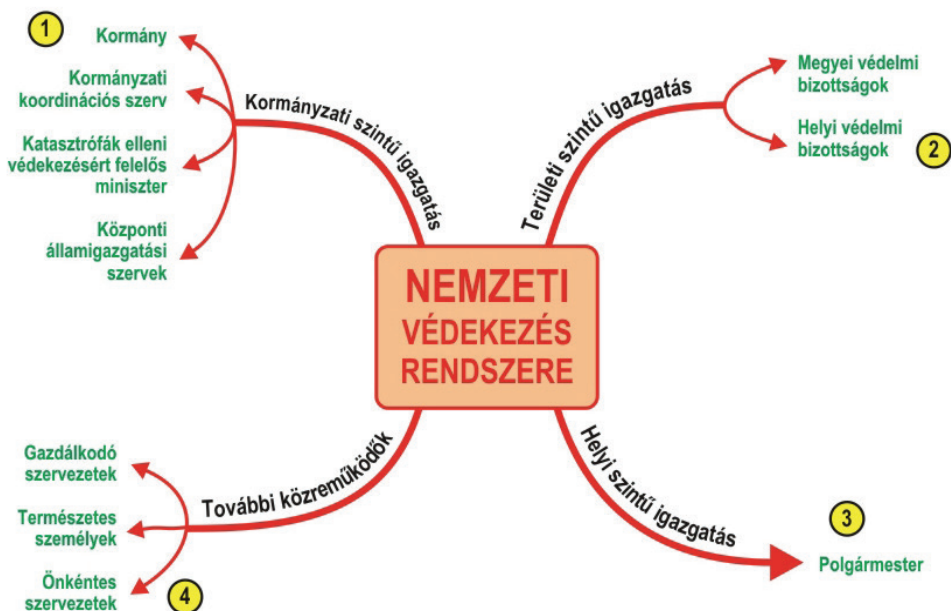 1
Kormány
Kormányzati
koordinációs szerv
Katasztrófák elleni
védekezésért felelős
miniszter
Központi
államigazgatási
szervek
Kormányzati szintű igazgatás
Területi szintű igazgatás
Megyei védelmi
bizottságok
Helyi védelmi
bizottságok
2
NEMZETI
VÉDEKEZÉS
RENDSZERE
Gazdálkodó
szervezetek
Természetes
személyek
Önkéntes
szervezetek
4
További közreműködők
Helyi szintű igazgatás
3
Polgármester